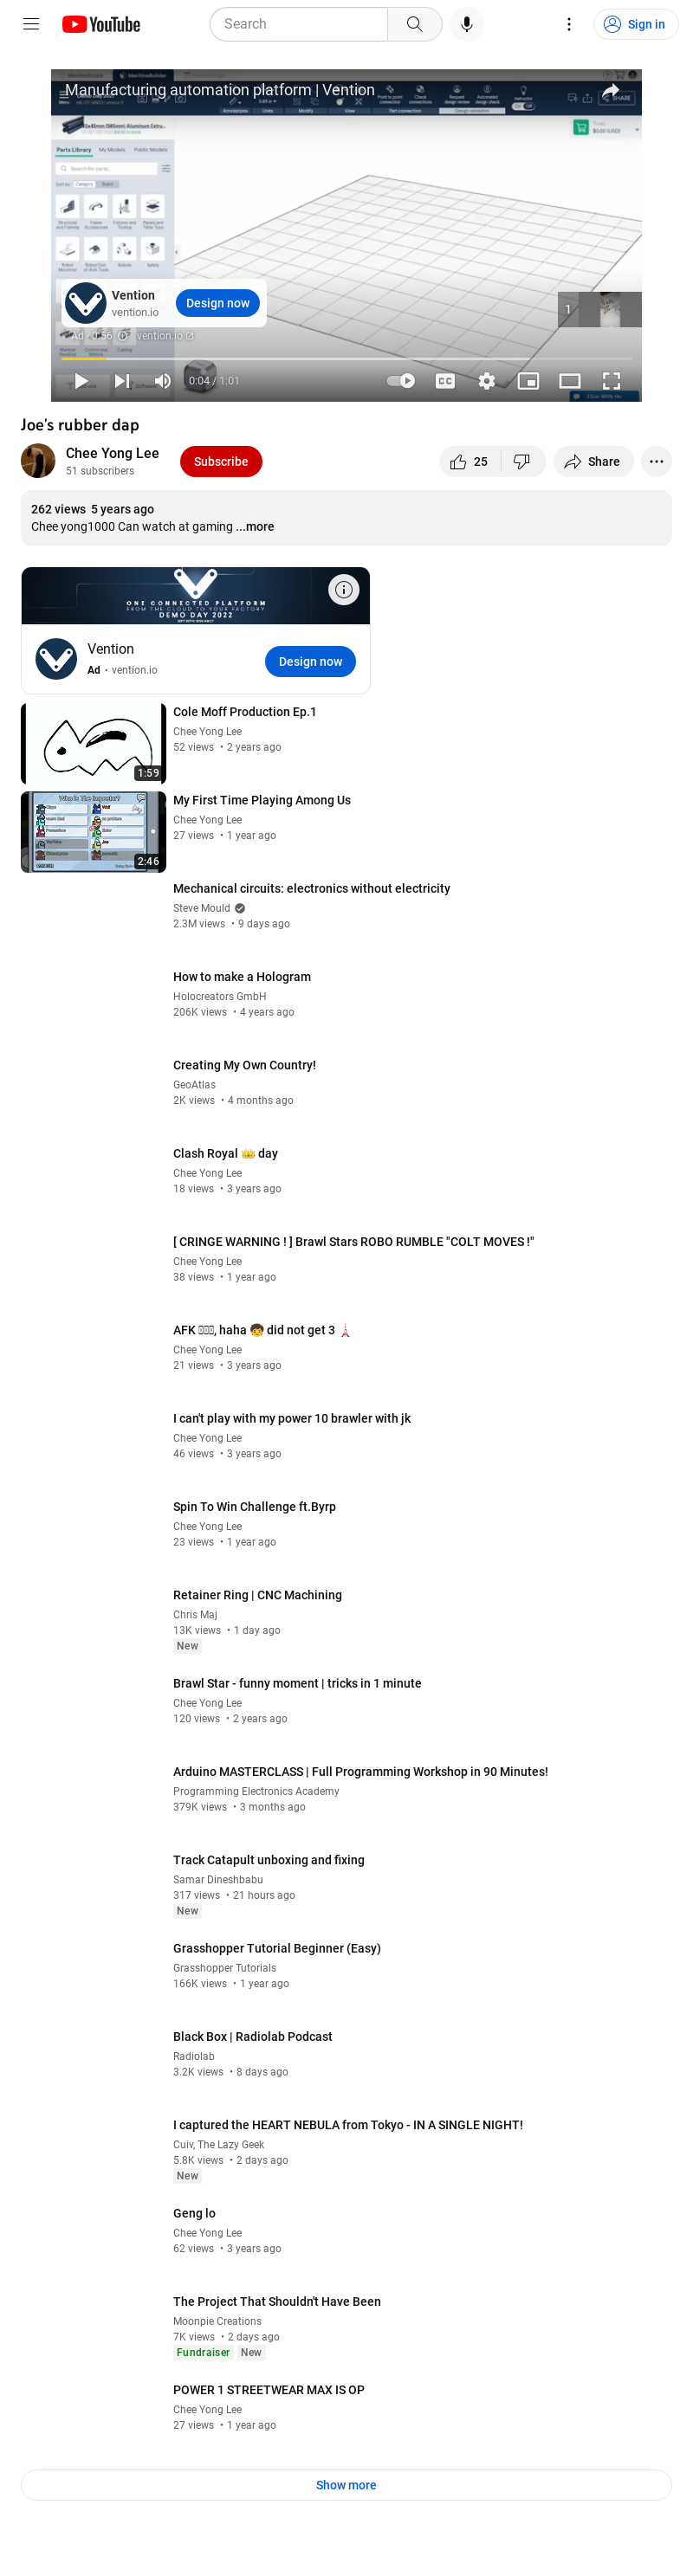 YouTube
Search
Sign in
Manufacturing automation platform | Vention
SHARE
Parts Library
My Models
Public Models
Search for parts...
Vention
vention.io
Design now
1
Ad · 0:56 vention.io
0:04 / 1:01
CC
Chat With Us
Joe's rubber dap
Chee Yong Lee
51 subscribers
Subscribe
25
Share
262 views 5 years ago
Chee yong1000 Can watch at gaming ...more
ONE CONNECTED PLATFORM
FROM THE CLOUD TO YOUR FACTORY
DEMO DAY 2022
Vention
Ad • vention.io
Design now
1:59
Cole Moff Production Ep.1
Chee Yong Lee
52 views • 2 years ago
Who Is The Impostor?
2:46
My First Time Playing Among Us
Chee Yong Lee
27 views • 1 year ago
Mechanical circuits: electronics without electricity
Steve Mould
2.3M views • 9 days ago
How to make a Hologram
Holocreators GmbH
206K views • 4 years ago
Creating My Own Country!
GeoAtlas
2K views • 4 months ago
Clash Royal 👑 day
Chee Yong Lee
18 views • 3 years ago
[ CRINGE WARNING ! ] Brawl Stars ROBO RUMBLE "COLT MOVES !"
Chee Yong Lee
38 views • 1 year ago
AFK , haha 🧒 did not get 3 🗼
Chee Yong Lee
21 views • 3 years ago
I can't play with my power 10 brawler with jk
Chee Yong Lee
46 views • 3 years ago
Spin To Win Challenge ft.Byrp
Chee Yong Lee
23 views • 1 year ago
Retainer Ring | CNC Machining
Chris Maj
13K views • 1 day ago
New
Brawl Star - funny moment | tricks in 1 minute
Chee Yong Lee
120 views • 2 years ago
Arduino MASTERCLASS | Full Programming Workshop in 90 Minutes!
Programming Electronics Academy
379K views • 3 months ago
Track Catapult unboxing and fixing
Samar Dineshbabu
317 views • 21 hours ago
New
Grasshopper Tutorial Beginner (Easy)
Grasshopper Tutorials
166K views • 1 year ago
Black Box | Radiolab Podcast
Radiolab
3.2K views • 8 days ago
I captured the HEART NEBULA from Tokyo - IN A SINGLE NIGHT!
Cuiv, The Lazy Geek
5.8K views • 2 days ago
New
Geng lo
Chee Yong Lee
62 views • 3 years ago
The Project That Shouldn't Have Been
Moonpie Creations
7K views • 2 days ago
Fundraiser New
POWER 1 STREETWEAR MAX IS OP
Chee Yong Lee
27 views • 1 year ago
Show more